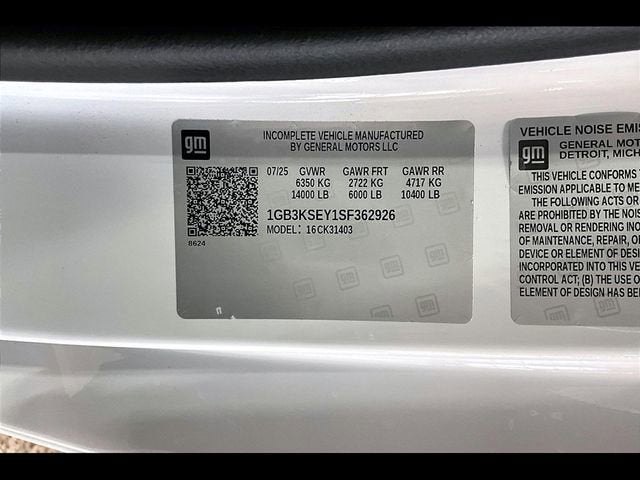 gm
INCOMPLETE VEHICLE MANUFACTURED
BY GENERAL MOTORS LLC
07/25 GVWR GAWR FRT GAWR RR
6350 KG 2722 KG 4717 KG
14000 LB 6000 LB 10400 LB
1GB3KSEY1SF362926
MODEL: 16 CK31403
8624
VEHICLE NOISE EMIS
gm
GENERAL MOT
DETROIT, MICH
THIS VEHICLE CONFORMS
EMISSION APPLICABLE TO ME
THE FOLLOWING ACTS
ARE PROHIBITED BY THE NOIS
REMOVAL OR RENDERING INO
OF MAINTENANCE, REPAIR, O
DEVICE OR ELEMENT OF DESI
INCORPORATED INTO THIS VE
CONTROL ACT; (B) THE USE O
ELEMENT OF DESIGN HAS BE